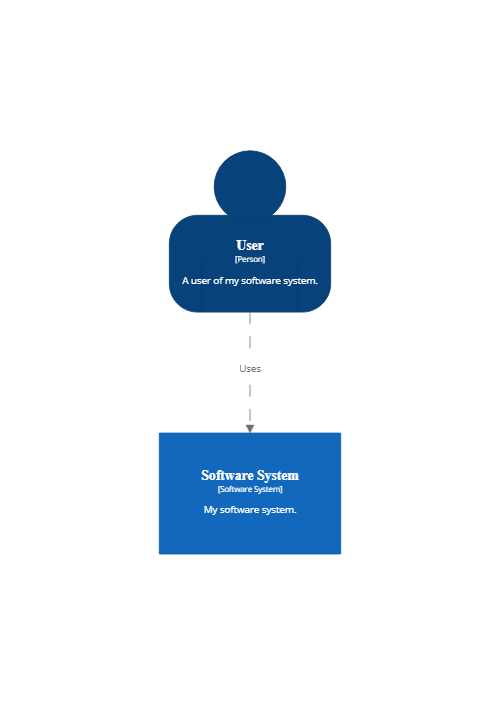 User
[Person]
A user of my software system.
Uses
Software System
[Software System]
My software system.